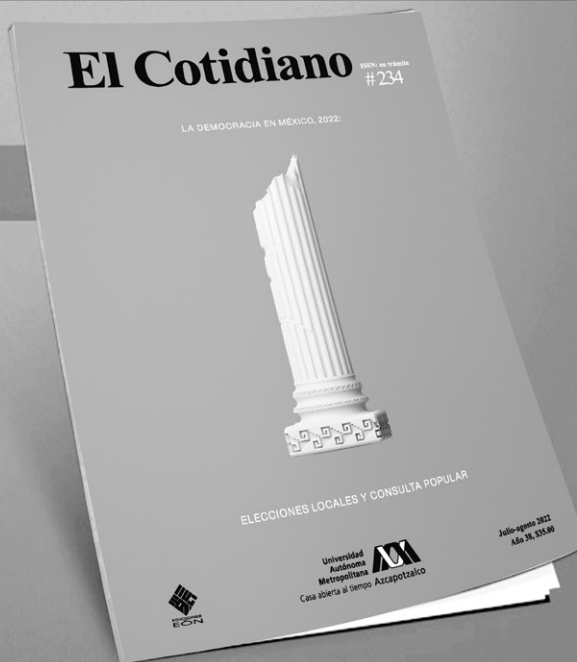 El Cotidiano
ISSN: en trámite
#234
LA DEMOCRACIA EN MÉXICO, 2022:
ELECCIONES LOCALES Y CONSULTA POPULAR
Julio-agosto 2022
Año 38, $35.00
Universidad
Autónoma
Metropolitana
Casa abierta al tiempo Azcapotzalco
EDICIONES
EÓN